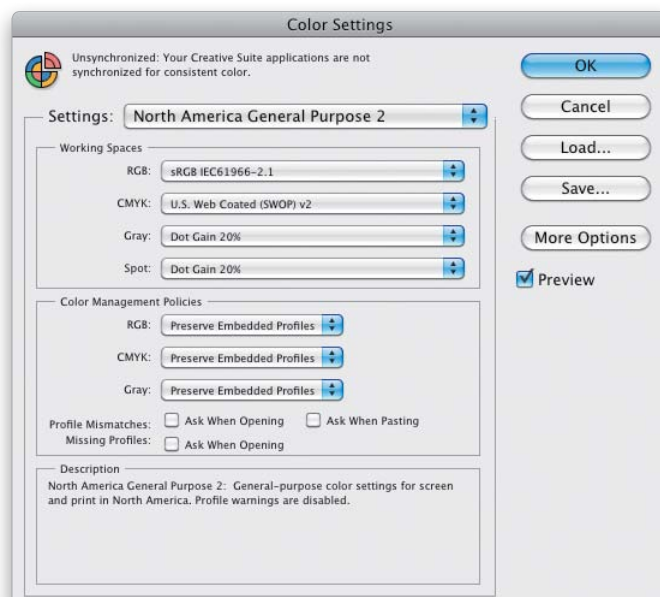 Color Settings
Unsynchronized: Your Creative Suite applications are not
synchronized for consistent color.
Settings: North America General Purpose 2
Working Spaces
RGB: sRGB IEC61966-2.1
CMYK: U.S. Web Coated (SWOP) v2
Gray: Dot Gain 20%
Spot: Dot Gain 20%
Color Management Policies
RGB: Preserve Embedded Profiles
CMYK: Preserve Embedded Profiles
Gray: Preserve Embedded Profiles
Profile Mismatches: Ask When Opening Ask When Pasting
Missing Profiles: Ask When Opening
Description
North America General Purpose 2: General-purpose color settings for screen
and print in North America. Profile warnings are disabled.
OK
Cancel
Load...
Save...
More Options
Preview